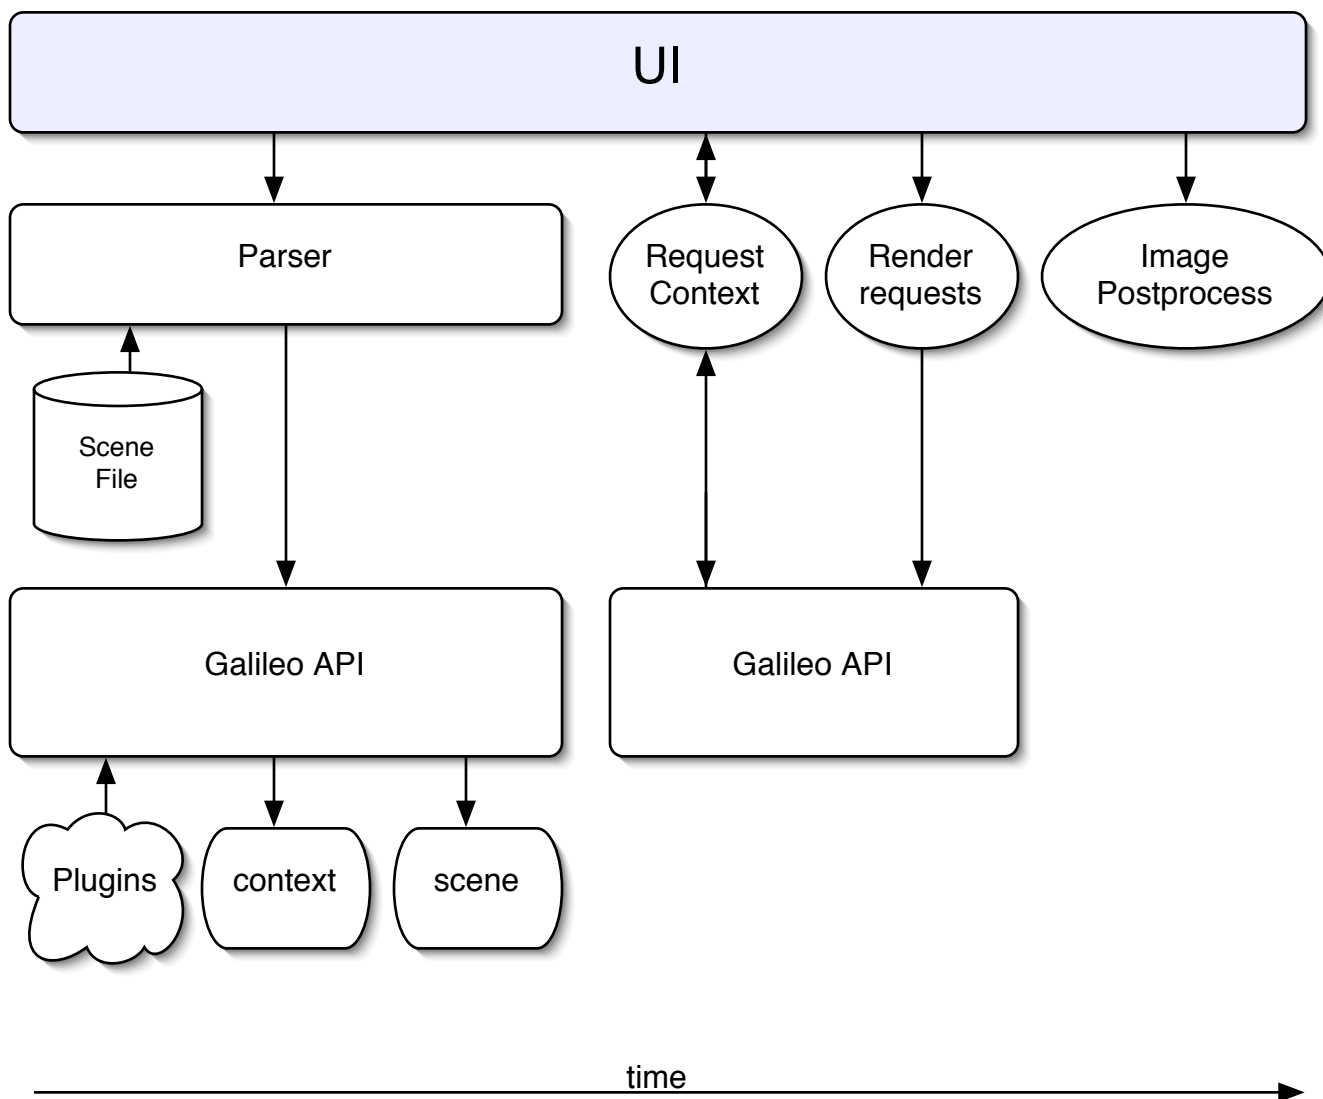 UI
Parser
Request
Context
Render
requests
Image
Postprocess
Scene
File
Galileo API
Galileo API
Plugins
context
scene
time